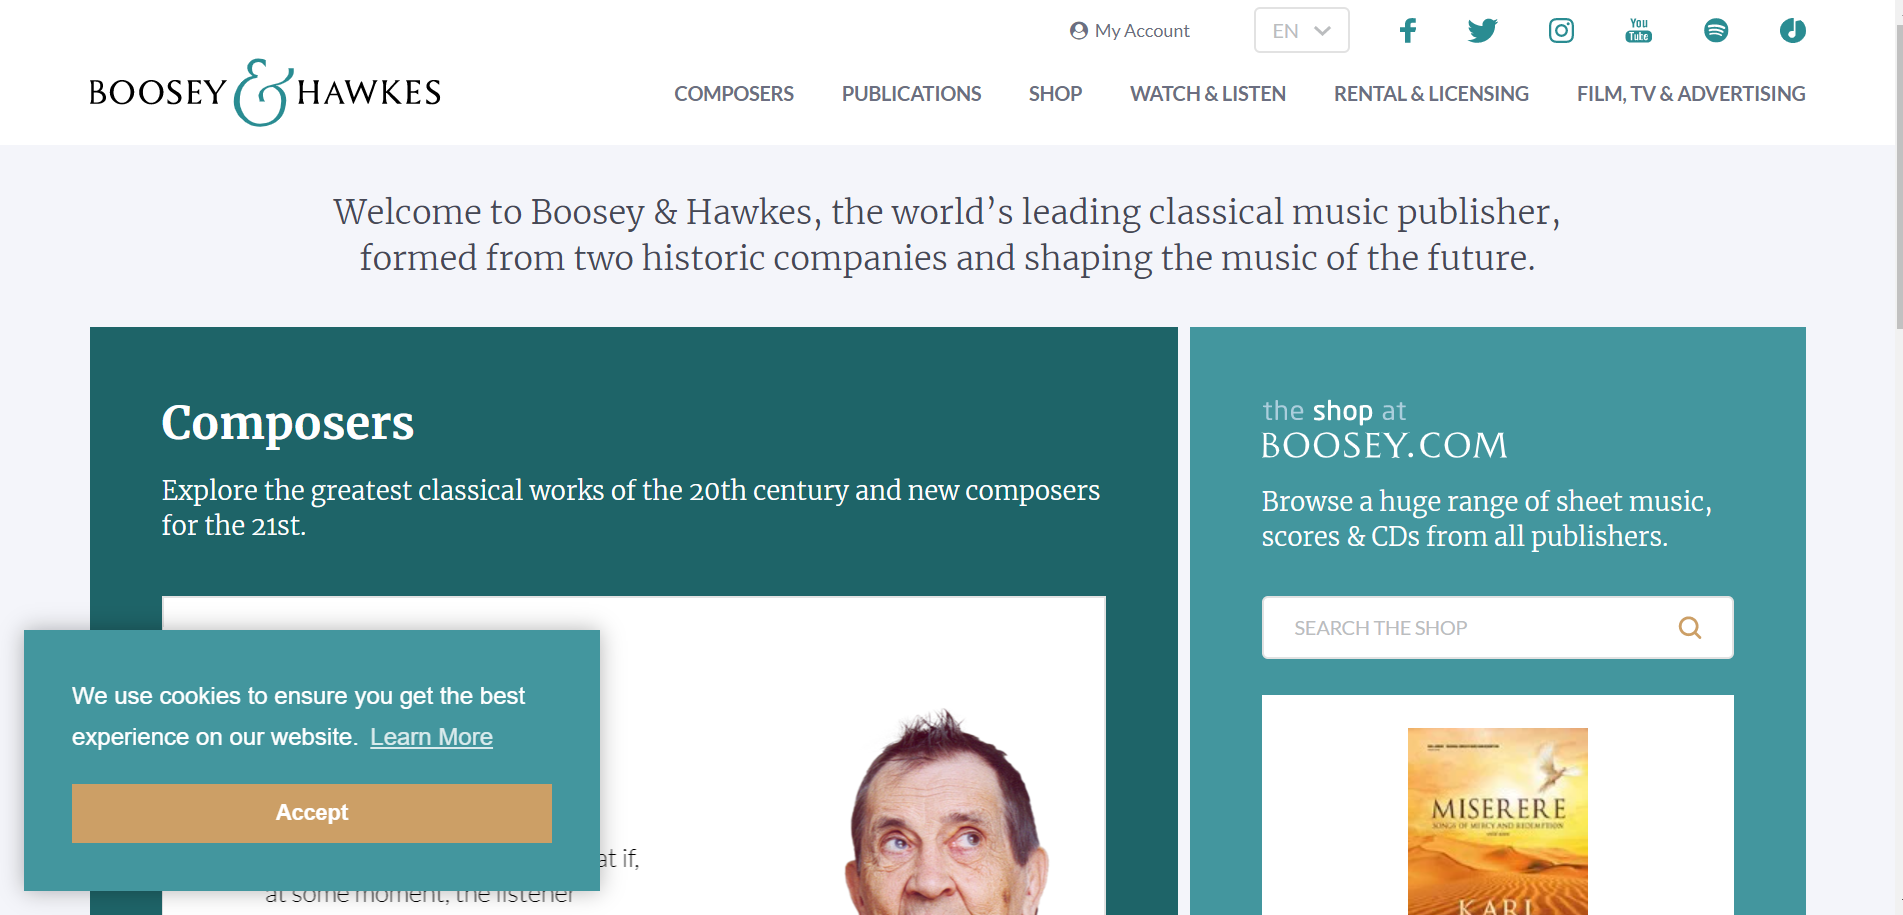 My Account
EN
You
Tube
BOOSEY & HAWKES
COMPOSERS
PUBLICATIONS
SHOP
WATCH & LISTEN
RENTAL & LICENSING
FILM, TV & ADVERTISING
Welcome to Boosey & Hawkes, the world’s leading classical music publisher,
formed from two historic companies and shaping the music of the future.
Composers
Explore the greatest classical works of the 20th century and new composers
for the 21st.
at if,
at some moment, the listener
We use cookies to ensure you get the best
experience on our website. Learn More
Accept
the shop at
BOOSEY.COM
Browse a huge range of sheet music,
scores & CDs from all publishers.
SEARCH THE SHOP
MISERERE
SONGS OF MERCY AND REDEMPTION
KARL